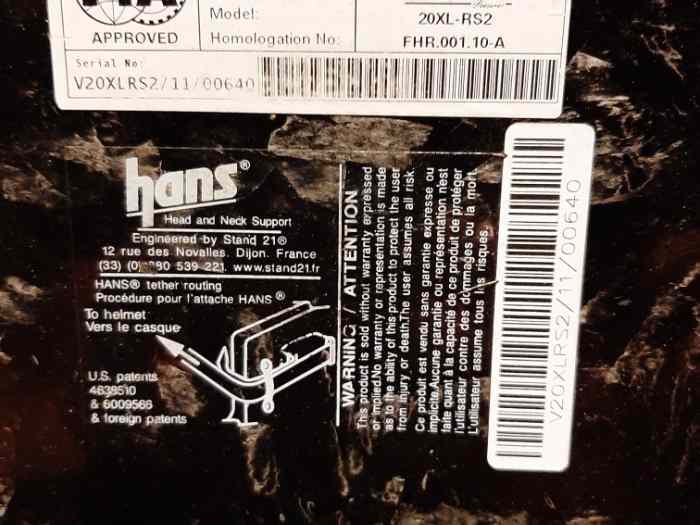 APPROVED
Model:
20XL-RS2
Homologation No:
FHR.001.10-A
Serial No:
V20XLRS2/11/00640
hans®
Head and Neck Support
Engineered by Stand 21®
12 rue des Novalles. Dijon. France
539 221. www.stand21.fr
HANS® tether routing
Procédure pour l'attache HANS®
To helmet
Vers le casque
U.S. patents
& 6009566
& foreign patents
WARNING / ATTENTION
This product is sold without warranty expressed
or implied.No warranty or representation is made
as to the ability of this product to protect the user
from injury or death.The user assumes all risk.
Ce produit est vendu sans garantie expresse ou
implicite.Aucune garantie ou représentation n'est
faite quant à la capacité de ce produit de protéger
l'utilisateur contre des dommages ou la mort.
L'utilisateur assume tous les risques.
V20XLRS2/11/00640